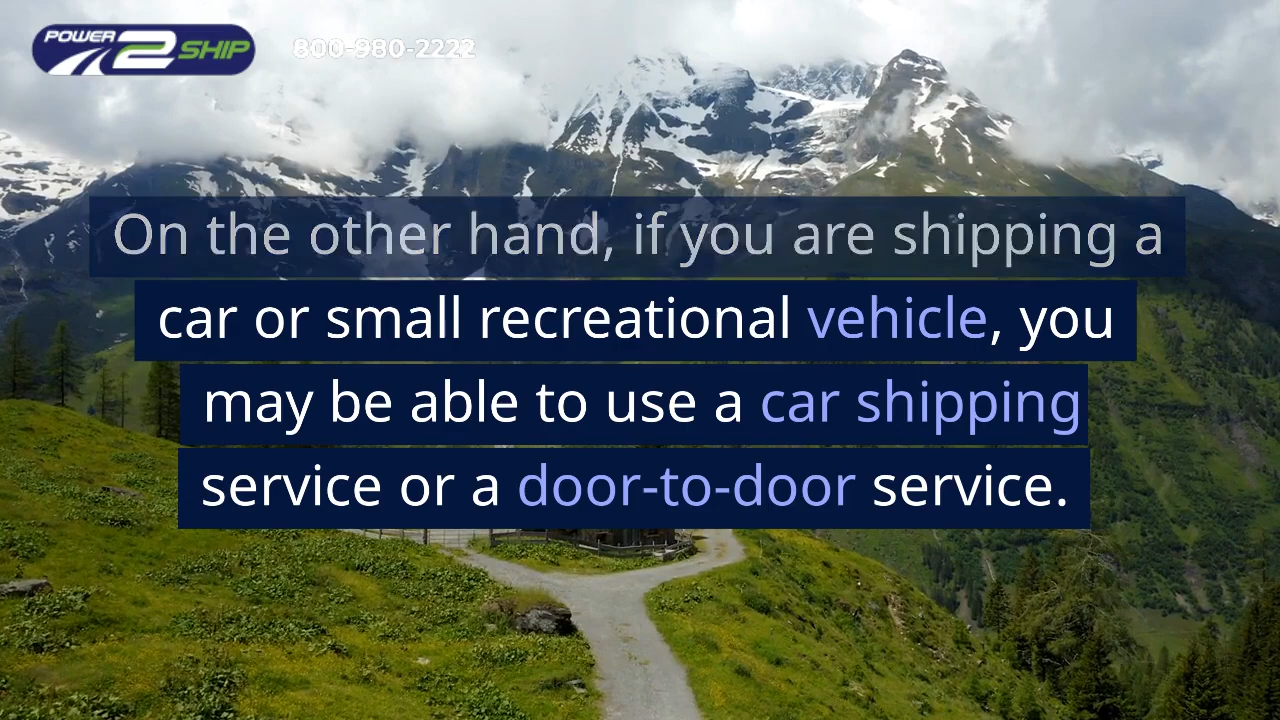 POWER 2 SHIP
800-980-2222
On the other hand, if you are shipping a
car or small recreational vehicle, you
may be able to use a car shipping
service or a door-to-door service.